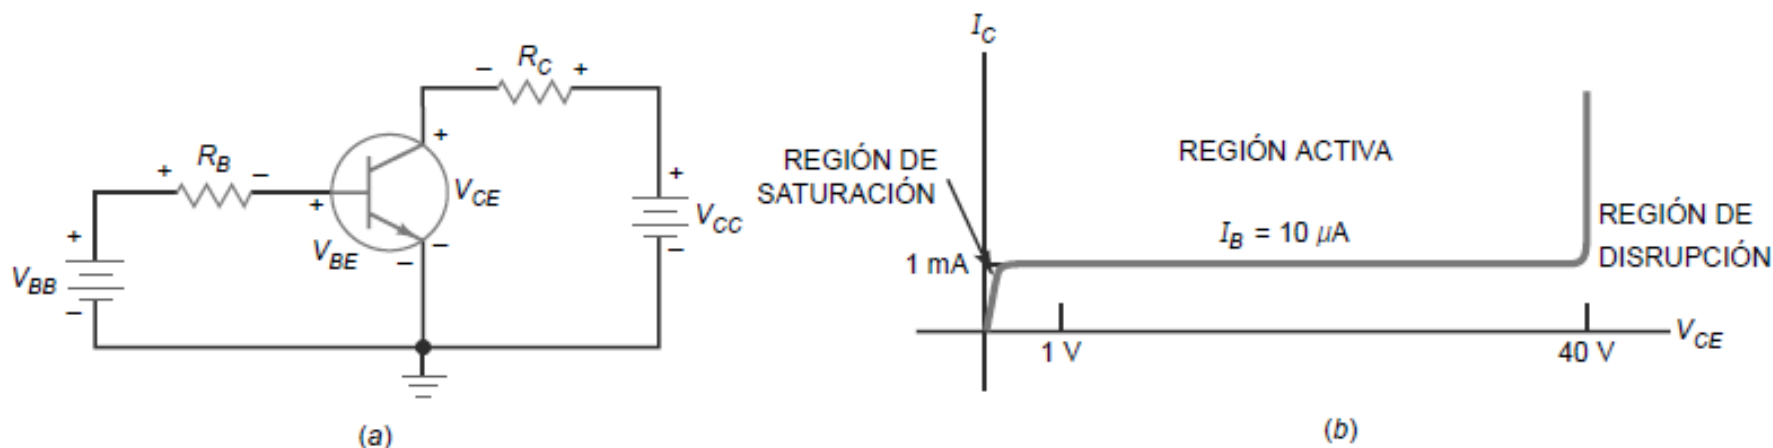 R_C
− +
+
R_B
+ −
+
V_CE
V_BE
−
−
+
V_BB
−
+
V_CC
−
(a)
I_C
REGIÓN DE
SATURACIÓN
REGIÓN ACTIVA
I_B = 10 μA
1 mA
REGIÓN DE
DISRUPCIÓN
1 V
40 V
V_CE
(b)